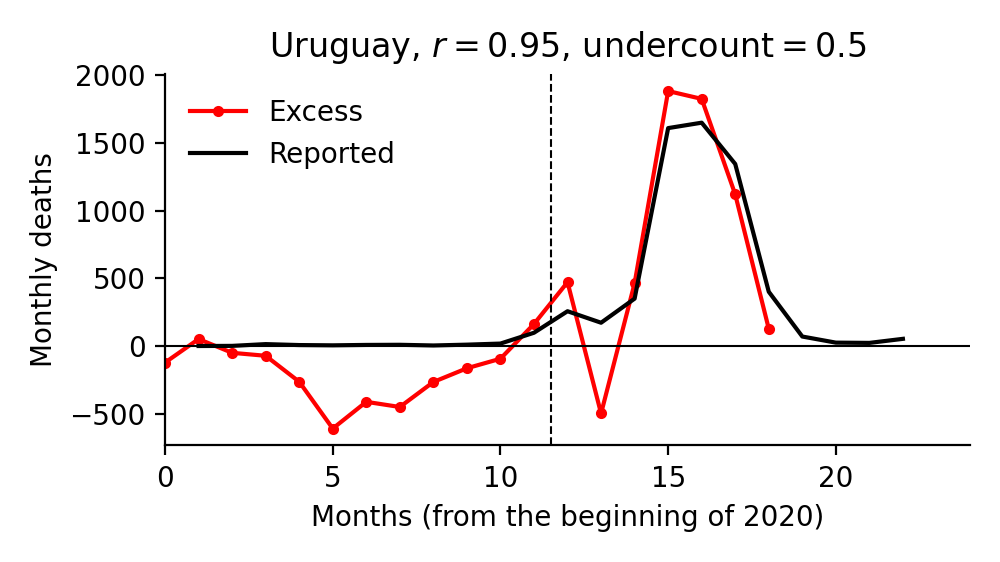 Uruguay, r = 0.95, undercount = 0.5
Excess
Reported
Monthly deaths
2000
1500
1000
500
0
−500
0 5 10 15 20
Months (from the beginning of 2020)